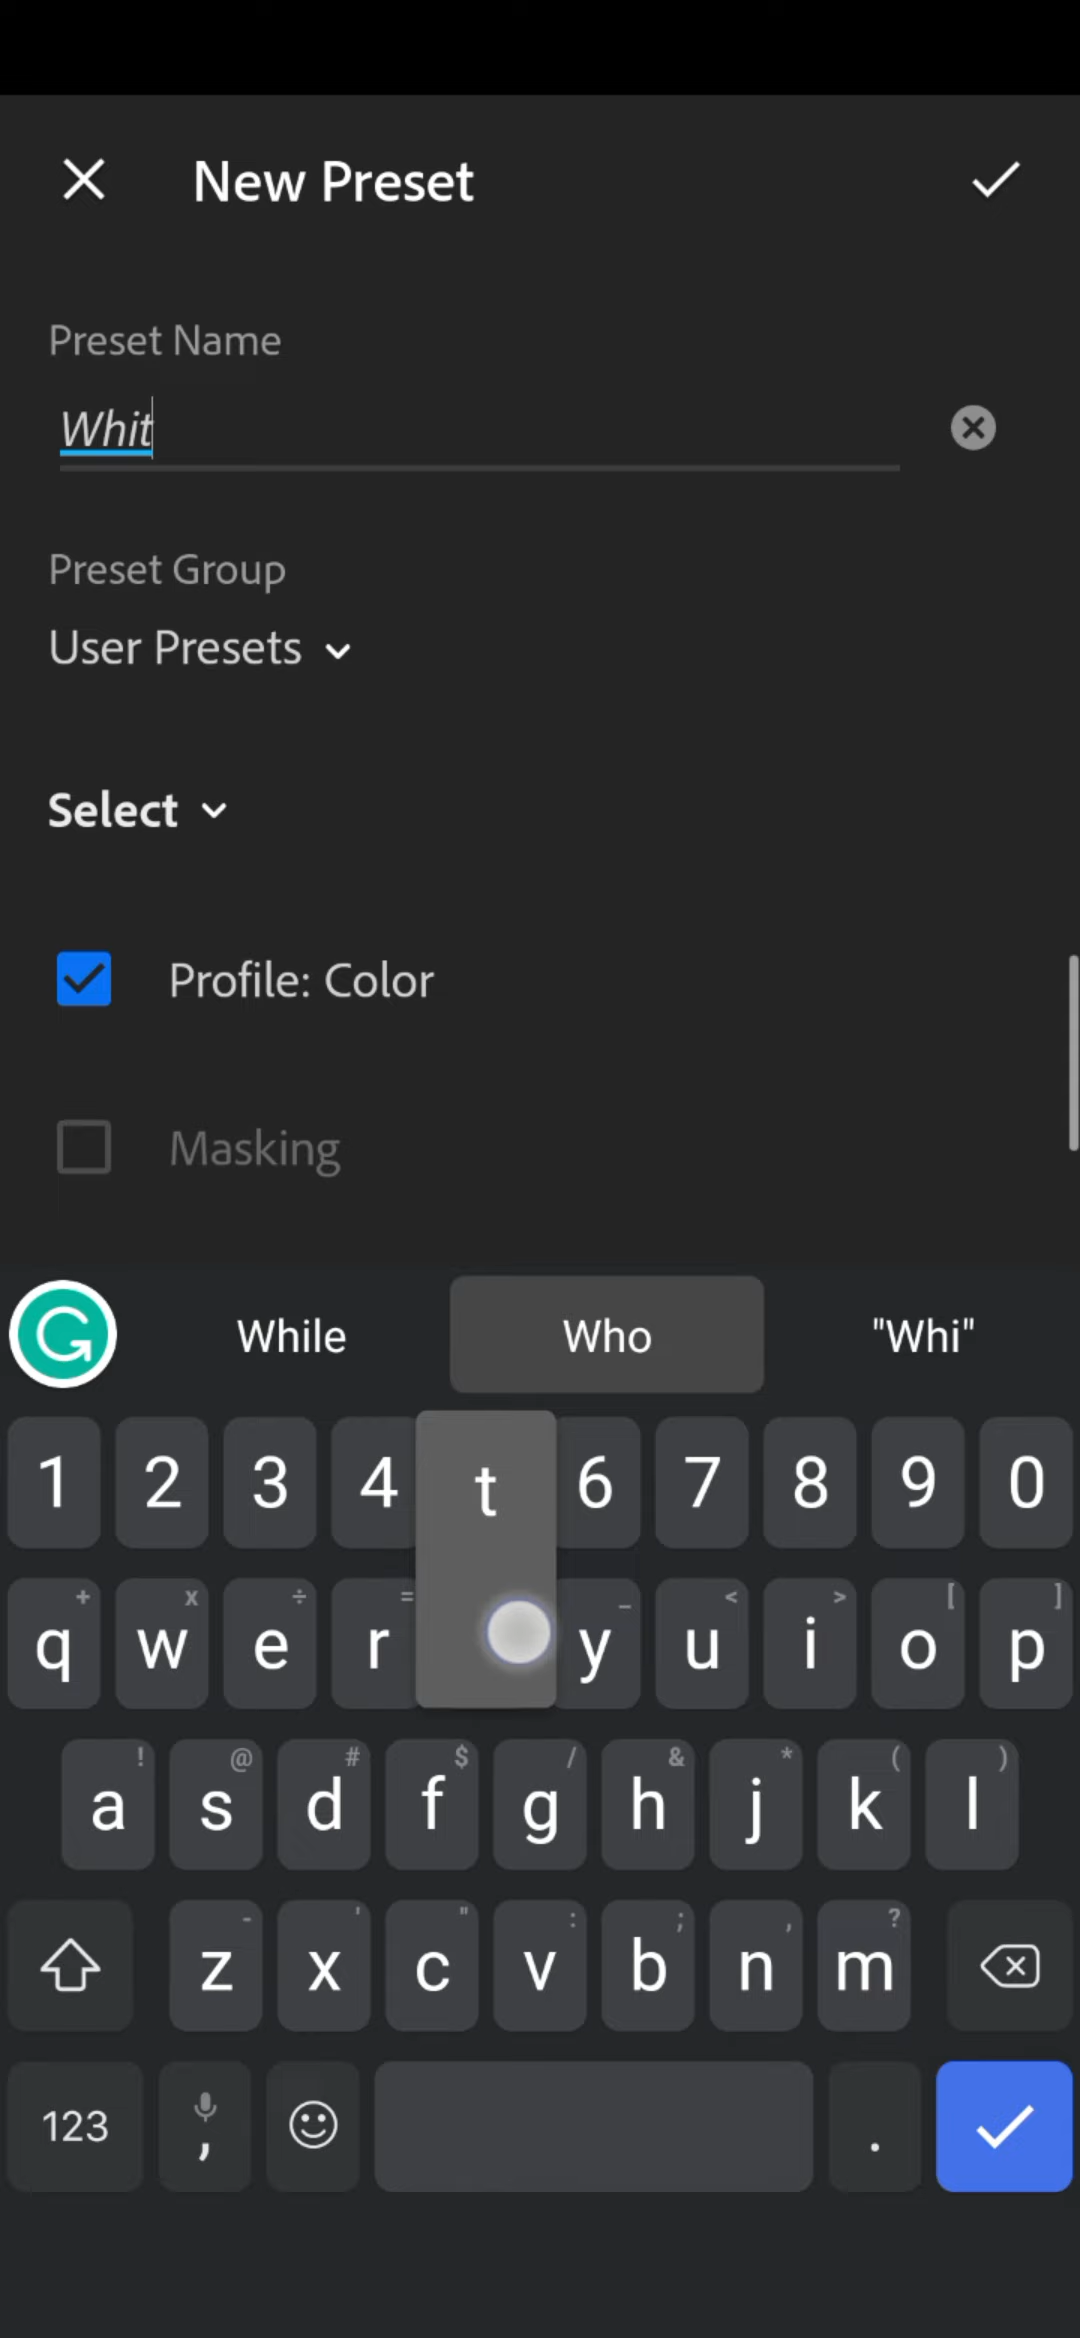 New Preset
Preset Name
Whit
Preset Group
User Presets
Select
Profile: Color
Masking
While Who "Whi"
1 2 3 4 t 6 7 8 9 0
+ x ÷ = _ < > [ ]
q w e r y u i o p
! @ # $ / & * ( )
a s d f g h j k l
- ' " : ; , ?
z x c v b n m
123 , .